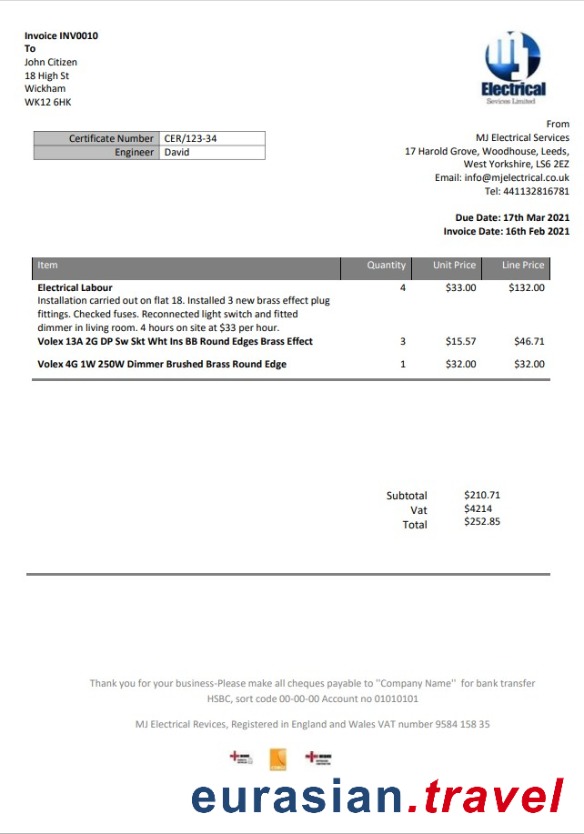 Invoice INV0010
To
John Citizen
18 High St
Wickham
WK12 6HK
Electrical
Sevices Limited
From
MJ Electrical Services
17 Harold Grove, Woodhouse, Leeds,
West Yorkshire, LS6 2EZ
Email: info@mjelectrical.co.uk
Tel: 441132816781
Certificate Number CER/123-34
Engineer David
Due Date: 17th Mar 2021
Invoice Date: 16th Feb 2021
Item Quantity Unit Price Line Price
Electrical Labour 4 $33.00 $132.00
Installation carried out on flat 18. Installed 3 new brass effect plug
fittings. Checked fuses. Reconnected light switch and fitted
dimmer in living room. 4 hours on site at $33 per hour.
Volex 13A 2G DP Sw Skt Wht Ins BB Round Edges Brass Effect 3 $15.57 $46.71
Volex 4G 1W 250W Dimmer Brushed Brass Round Edge 1 $32.00 $32.00
Subtotal $210.71
Vat $4214
Total $252.85
Thank you for your business-Please make all cheques payable to "Company Name" for bank transfer
HSBC, sort code 00-00-00 Account no 01010101
MJ Electrical Revices, Registered in England and Wales VAT number 9584 158 35
eurasian.travel